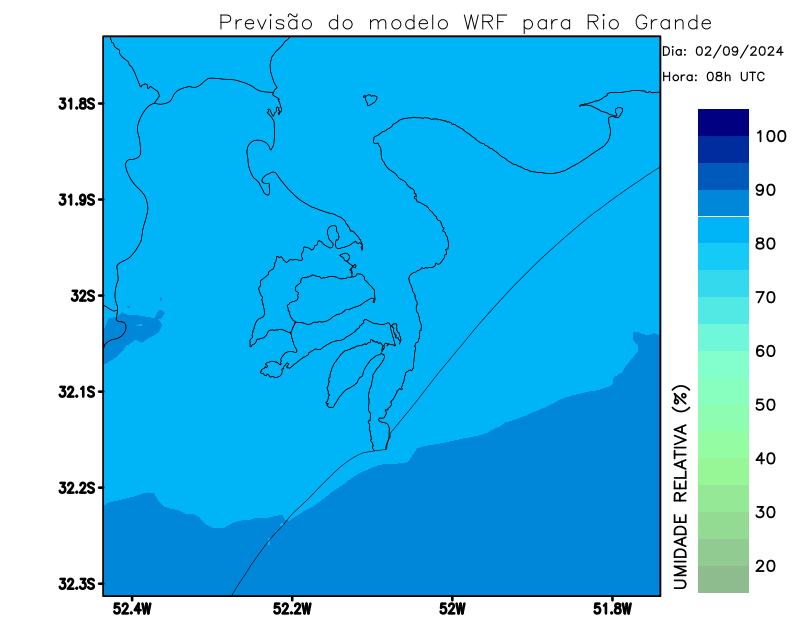 Previsão do modelo WRF para Rio Grande
Dia: 02/09/2024
Hora: 08h UTC
31.8S
31.9S
32S
32.1S
32.2S
32.3S
52.4W
52.2W
52W
51.8W
100
90
80
70
60
50
40
30
20
UMIDADE RELATIVA (%)